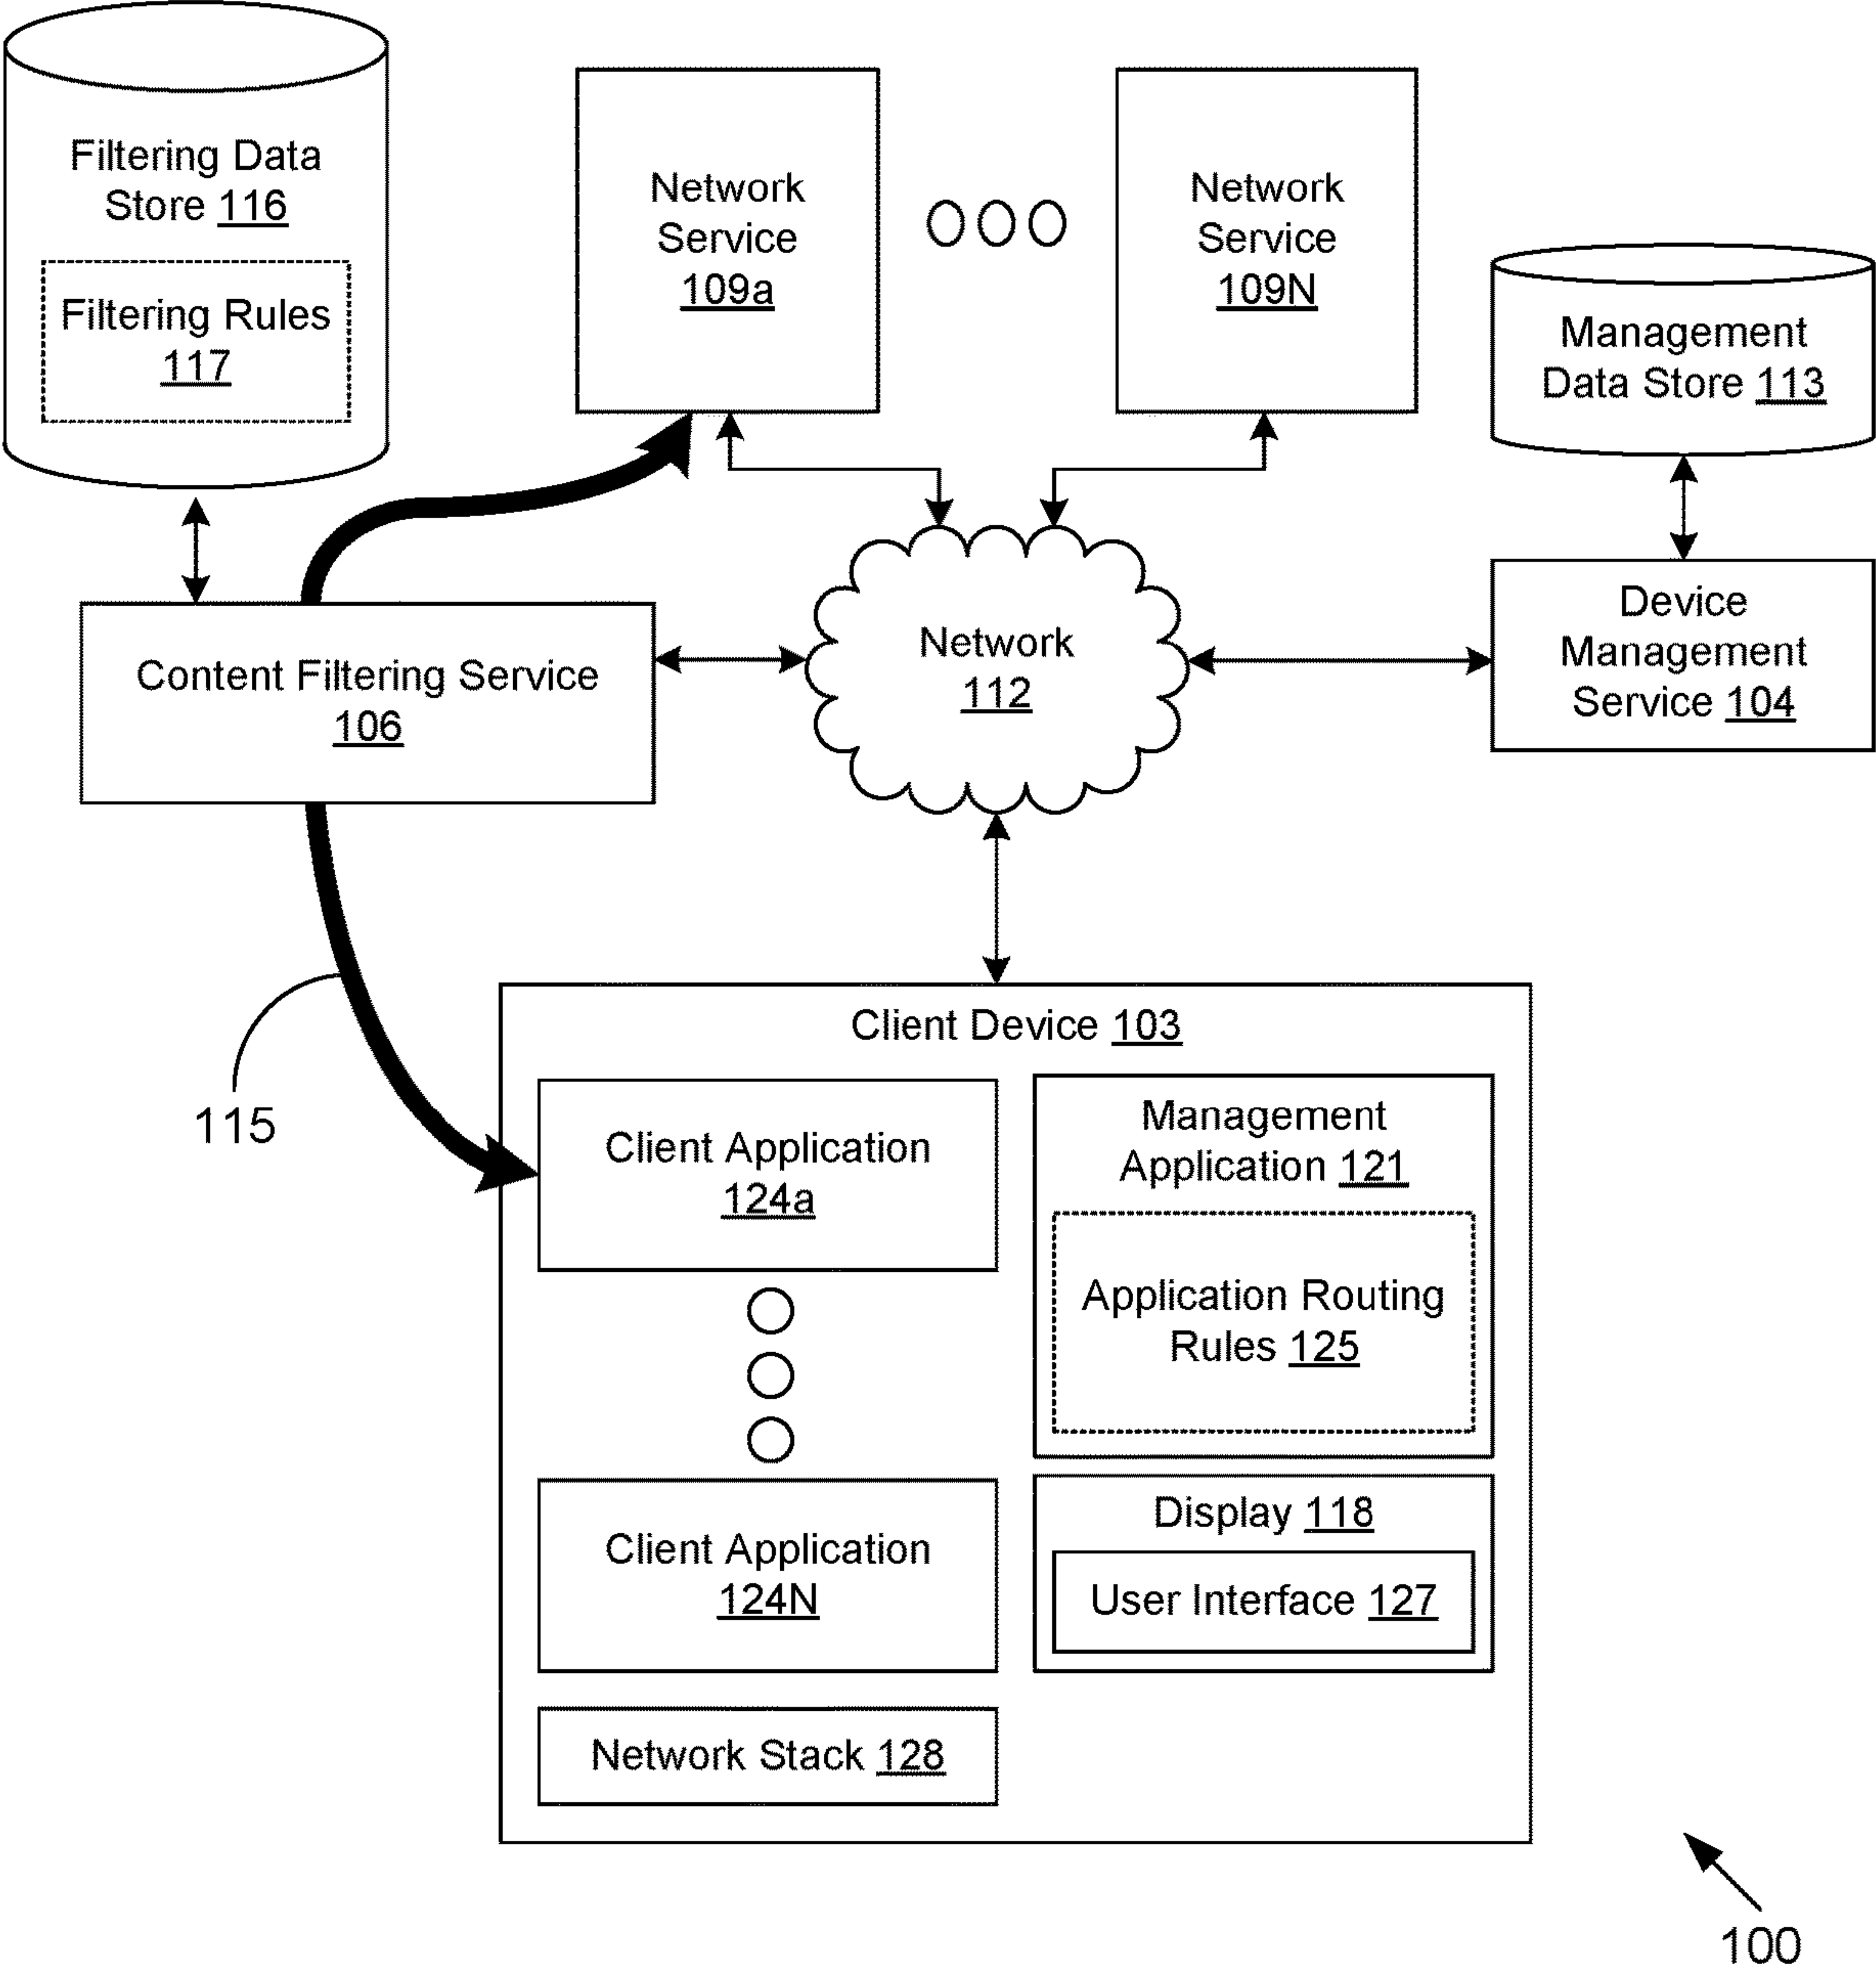 Filtering Data
Store 116
Filtering Rules
117
Network
Service
109a
Network
Service
109N
Management
Data Store 113
Content Filtering Service
106
Network
112
Device
Management
Service 104
115
Client Device 103
Client Application
124a
Management
Application 121
Application Routing
Rules 125
Client Application
124N
Display 118
User Interface 127
Network Stack 128
100